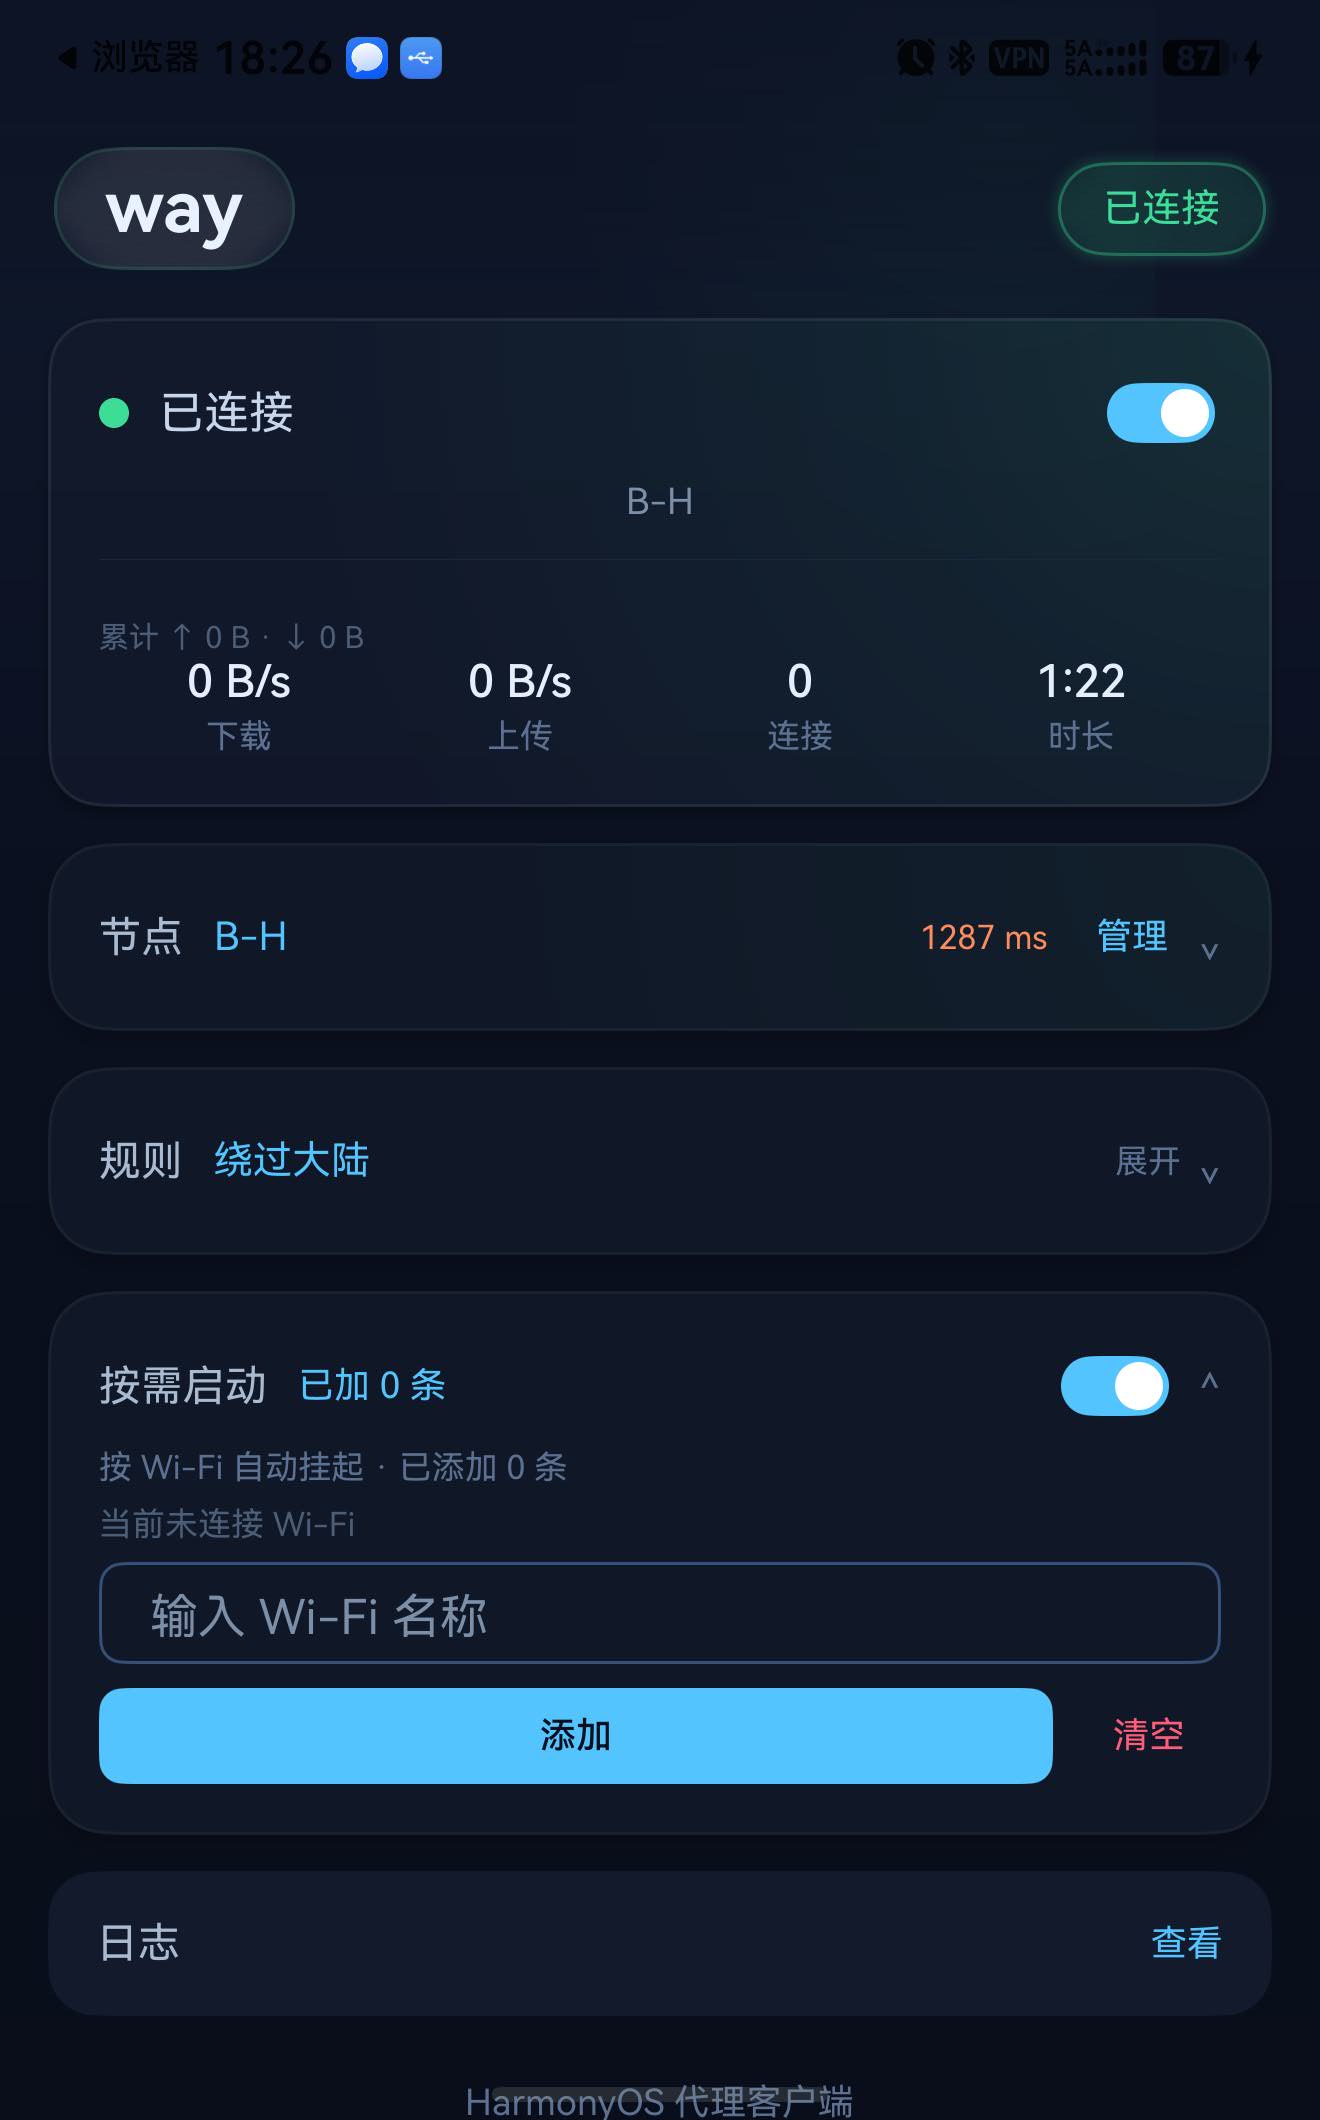 浏览器 18:26 VPN 5A 5A 87
way 已连接
已连接
B-H
累计 ↑ 0 B · ↓ 0 B
0 B/s 0 B/s 0 1:22
下载 上传 连接 时长
节点 B-H 1287 ms 管理
规则 绕过大陆 展开
按需启动 已加 0 条
按 Wi-Fi 自动挂起 · 已添加 0 条
当前未连接 Wi-Fi
输入 Wi-Fi 名称
添加 清空
日志 查看
HarmonyOS 代理客户端